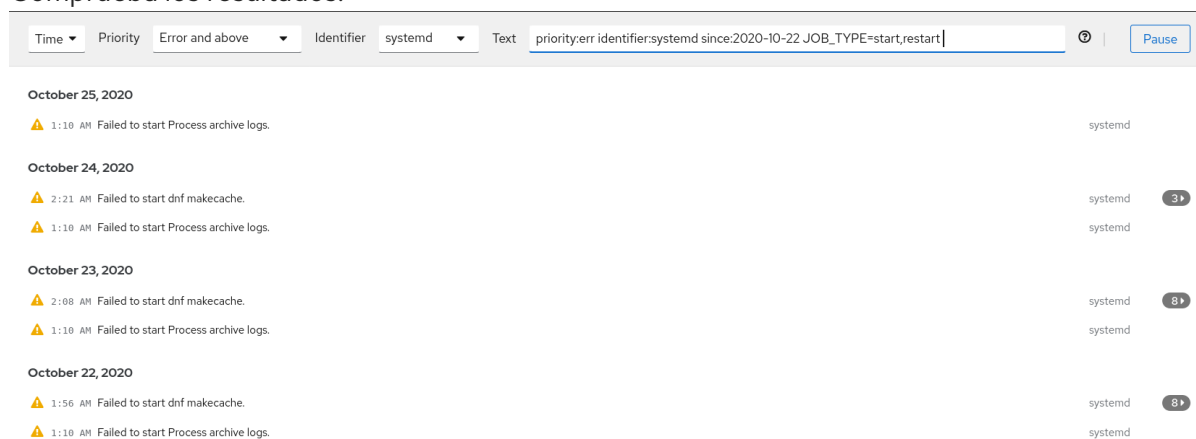 Time Priority Error and above Identifier systemd Text priority:err identifier:systemd since:2020-10-22 JOB_TYPE=start,restart Pause
October 25, 2020
1:10 AM Failed to start Process archive logs. systemd
October 24, 2020
2:21 AM Failed to start dnf makecache. systemd 3
1:10 AM Failed to start Process archive logs. systemd
October 23, 2020
2:08 AM Failed to start dnf makecache. systemd 8
1:10 AM Failed to start Process archive logs. systemd
October 22, 2020
1:56 AM Failed to start dnf makecache. systemd 8
1:10 AM Failed to start Process archive logs. systemd